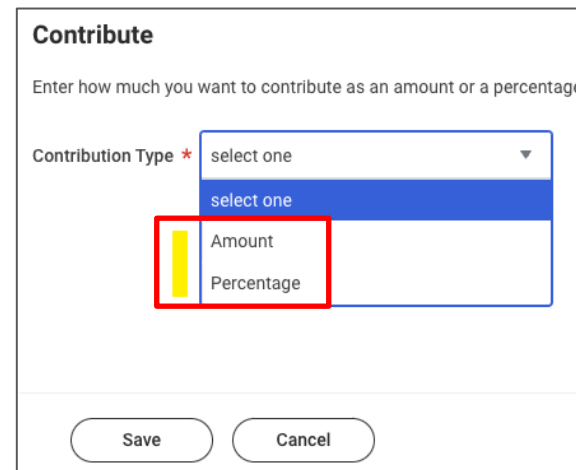 Contribute
Enter how much you want to contribute as an amount or a percentage
Contribution Type * select one
select one
Amount
Percentage
Save Cancel